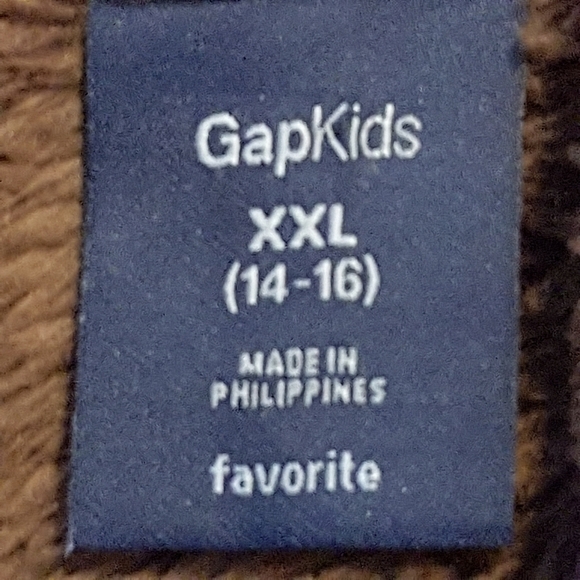 GapKids
XXL
(14-16)
MADE IN
PHILIPPINES
favorite